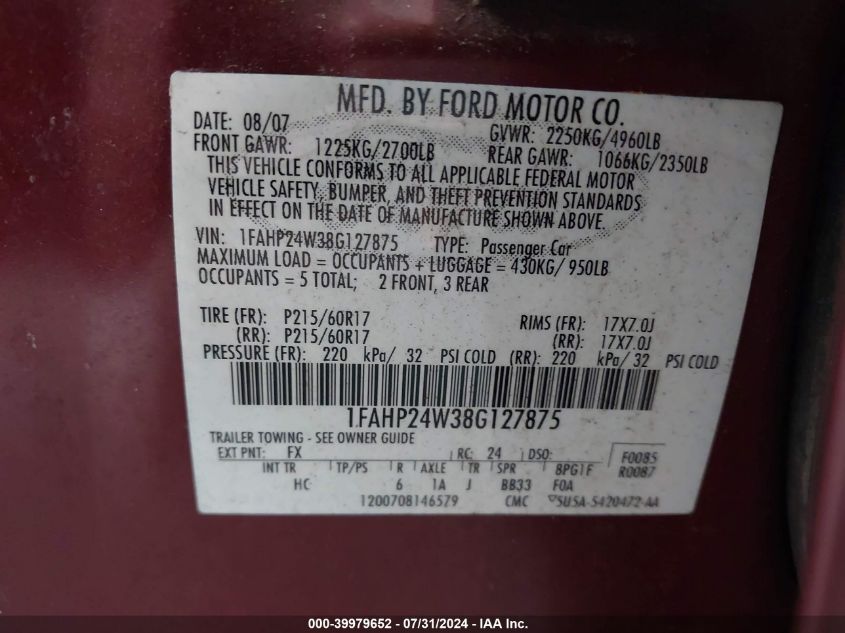 MFD. BY FORD MOTOR CO.
DATE: 08/07 GVWR: 2250KG/4960LB
FRONT GAWR: 1225KG/2700LB REAR GAWR: 1066KG/2350LB
THIS VEHICLE CONFORMS TO ALL APPLICABLE FEDERAL MOTOR
VEHICLE SAFETY, BUMPER, AND THEFT PREVENTION STANDARDS
IN EFFECT ON THE DATE OF MANUFACTURE SHOWN ABOVE.
VIN: 1FAHP24W38G127875 TYPE: Passenger Car
MAXIMUM LOAD = OCCUPANTS + LUGGAGE = 430KG/ 950LB
OCCUPANTS = 5 TOTAL; 2 FRONT, 3 REAR
TIRE (FR): P215/60R17 RIMS (FR): 17X7.0J
(RR): P215/60R17 (RR): 17X7.0J
PRESSURE (FR): 220 kPa/ 32 PSI COLD (RR): 220 kPa/ 32 PSI COLD
1FAHP24W38G127875
TRAILER TOWING - SEE OWNER GUIDE
EXT PNT: FX RC: 24 DSO: F0085
INT TR TP/PS R AXLE TR SPR 8PG1F R0087
HC 6 1A J BB33 F0A
1200708146579 CMC 5U5A-5420472-AA
000-39979652 - 07/31/2024 - IAA Inc.